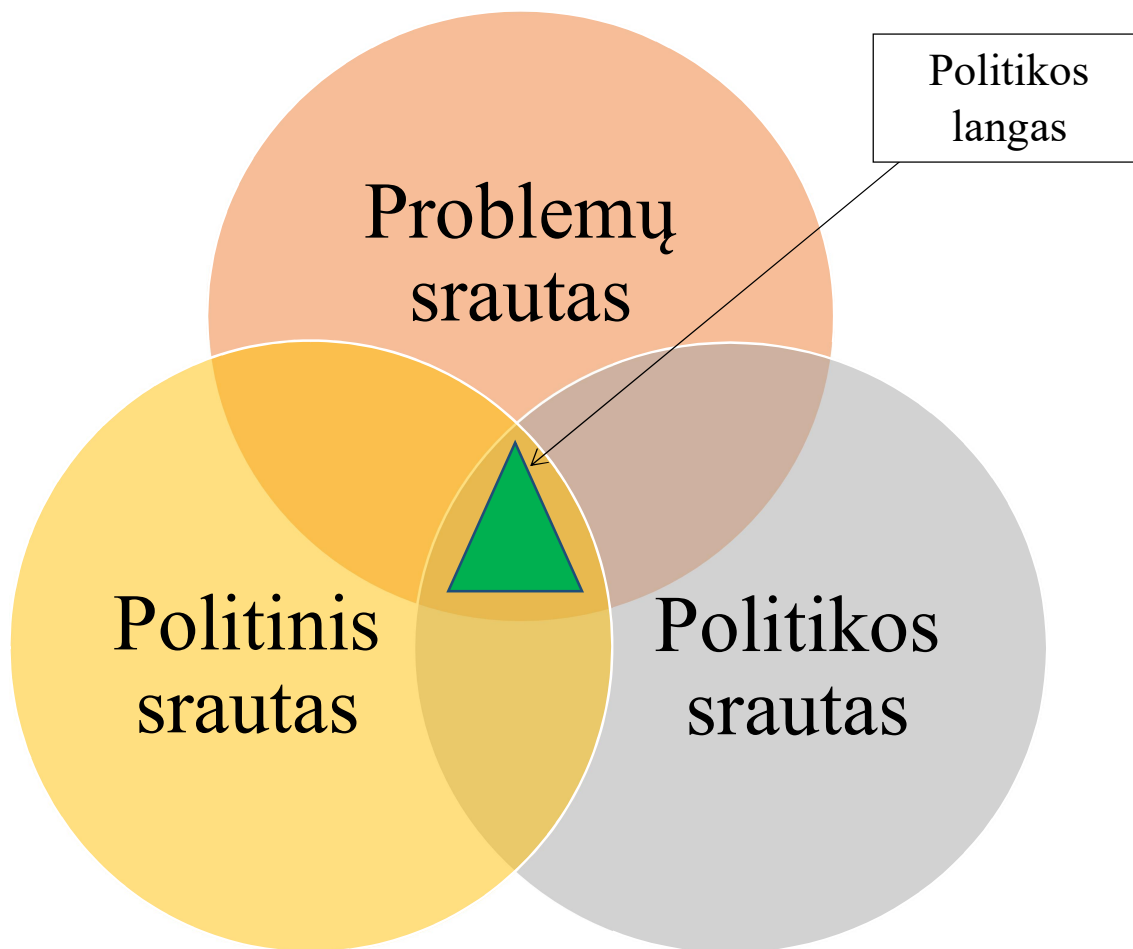 Politikos
langas
Problemų
srautas
Politinis
srautas
Politikos
srautas